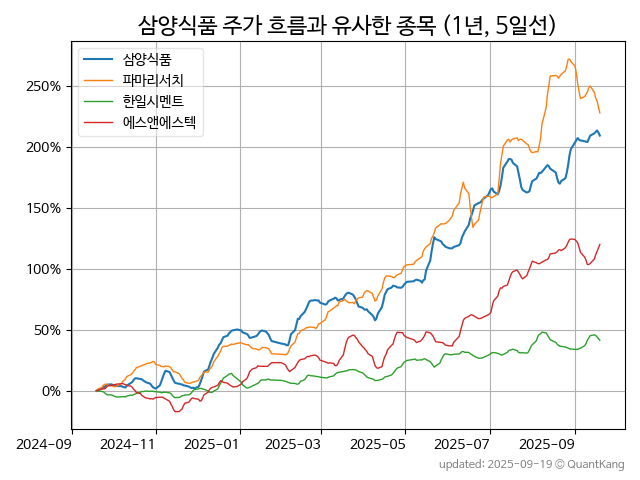 삼양식품 주가 흐름과 유사한 종목 (1년, 5일선)
삼양식품
파마리서치
한일시멘트
에스앤에스텍
250%
200%
150%
100%
50%
0%
2024-09 2024-11 2025-01 2025-03 2025-05 2025-07 2025-09
updated: 2025-09-19 © QuantKang